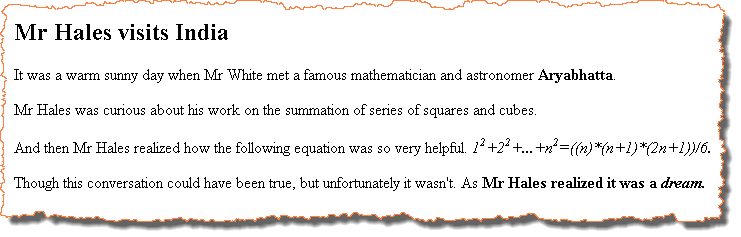 Mr Hales visits India
It was a warm sunny day when Mr White met a famous mathematician and astronomer Aryabhatta.
Mr Hales was curious about his work on the summation of series of squares and cubes.
And then Mr Hales realized how the following equation was so very helpful. 1²+2²+...+n²=((n)*(n+1)*(2n+1))/6.
Though this conversation could have been true, but unfortunately it wasn't. As Mr Hales realized it was a dream.